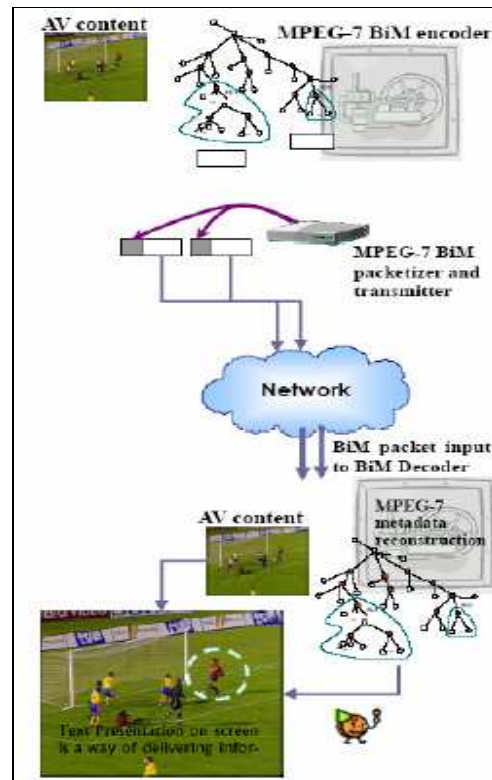 AV content
MPEG-7 BiM encoder
MPEG-7 BiM
packetizer and
transmitter
Network
BiM packet input
to BiM Decoder
AV content
MPEG-7
metadata
reconstruction
Text Presentation on screen
is a way of delivering infor-